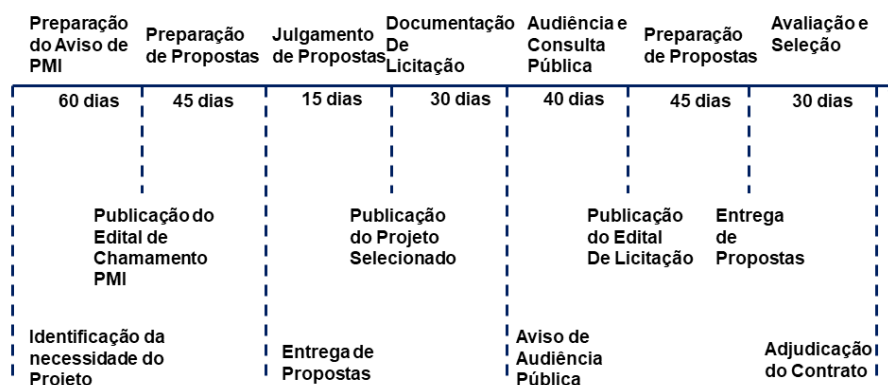 Preparação
do Aviso de
PMI
Preparação
de Propostas
Julgamento
de Propostas
Documentação
De
Licitação
Audiência e
Consulta
Pública
Preparação
de Propostas
Avaliação e
Seleção
60 dias
45 dias
15 dias
30 dias
40 dias
45 dias
30 dias
Publicação do
Edital de
Chamamento
PMI
Publicação
do Projeto
Selecionado
Publicação
do Edital
De Licitação
Entrega
de
Propostas
Identificação da
necessidade do
Projeto
Entrega de
Propostas
Aviso de
Audiência
Pública
Adjudicação
do Contrato